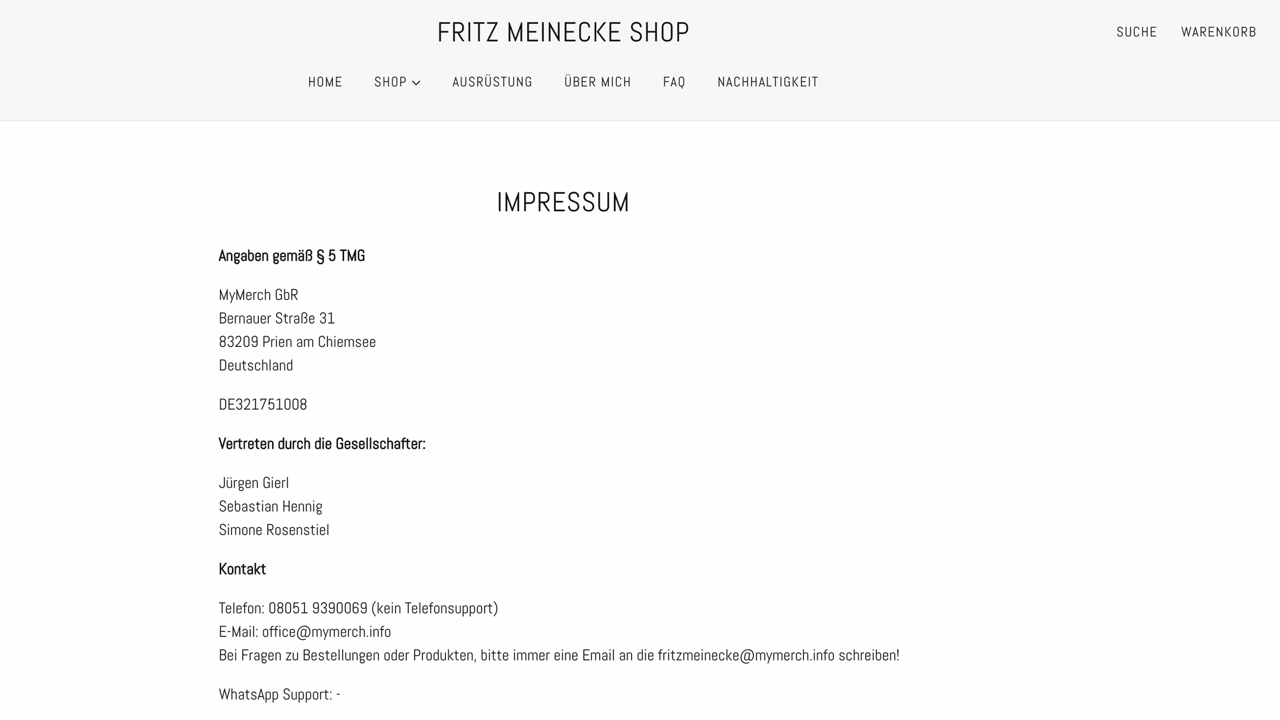 FRITZ MEINECKE SHOP
SUCHE WARENKORB
HOME SHOP AUSRÜSTUNG ÜBER MICH FAQ NACHHALTIGKEIT
IMPRESSUM
Angaben gemäß § 5 TMG
MyMerch GbR
Bernauer Straße 31
83209 Prien am Chiemsee
Deutschland
DE321751008
Vertreten durch die Gesellschafter:
Jürgen Gierl
Sebastian Hennig
Simone Rosenstiel
Kontakt
Telefon: 08051 9390069 (kein Telefonsupport)
E-Mail: office@mymerch.info
Bei Fragen zu Bestellungen oder Produkten, bitte immer eine Email an die fritzmeinecke@mymerch.info schreiben!
WhatsApp Support: -